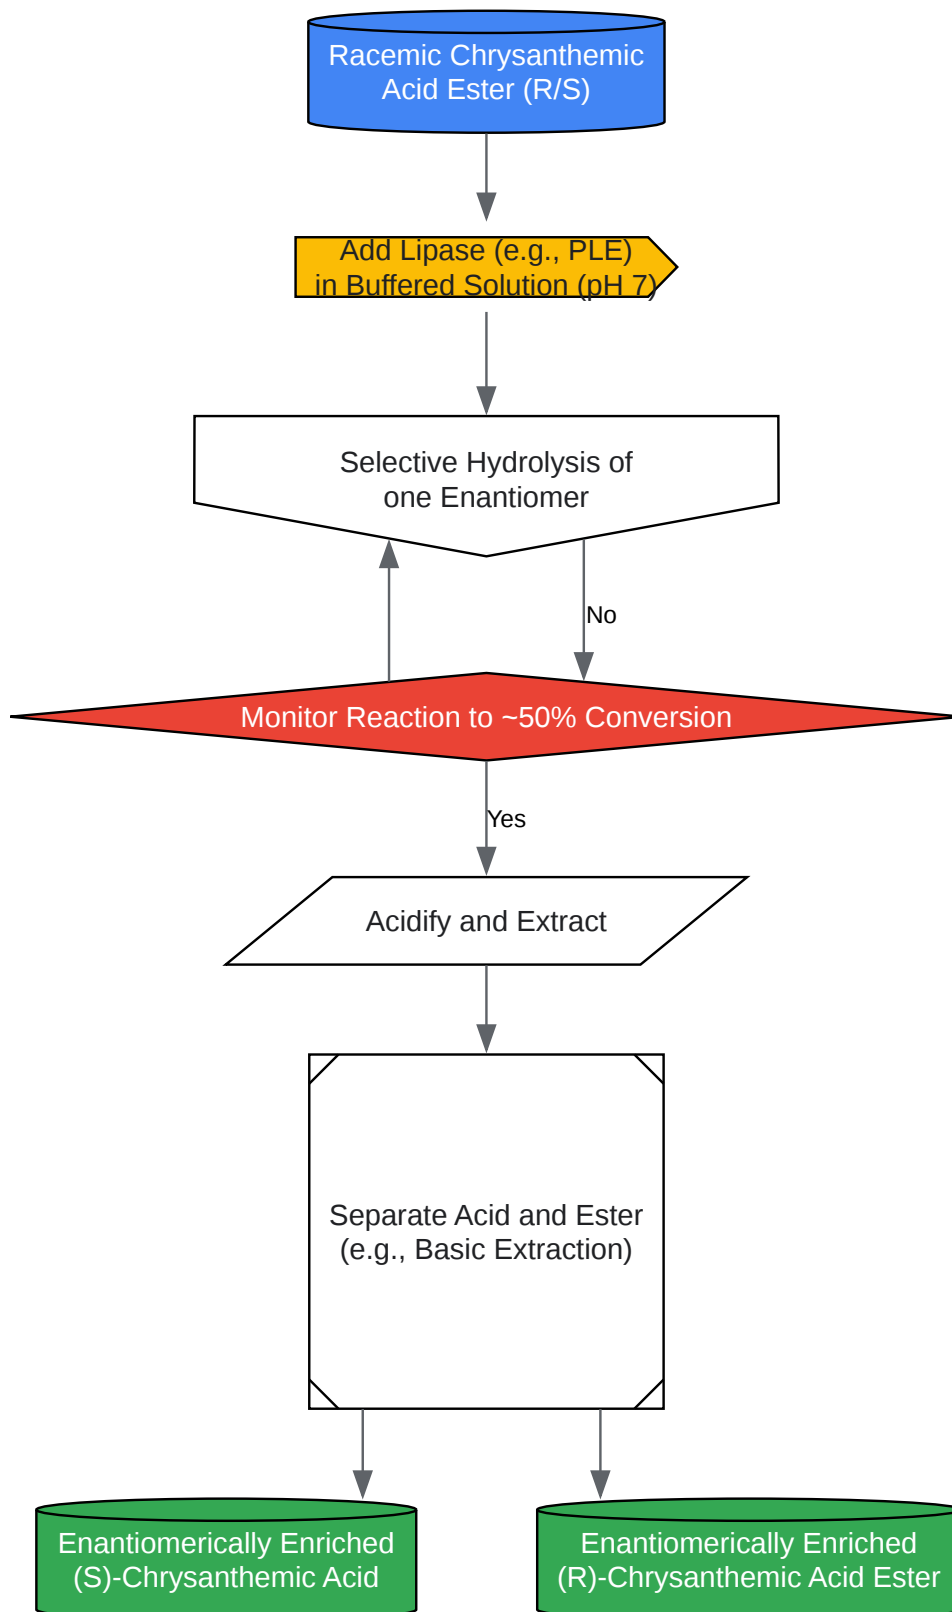 Racemic Chrysanthemic
Acid Ester (R/S)
Add Lipase (e.g., PLE)
in Buffered Solution (pH 7)
Selective Hydrolysis of
one Enantiomer
No
Monitor Reaction to ~50% Conversion
Yes
Acidify and Extract
Separate Acid and Ester
(e.g., Basic Extraction)
Enantiomerically Enriched
(S)-Chrysanthemic Acid
Enantiomerically Enriched
(R)-Chrysanthemic Acid Ester